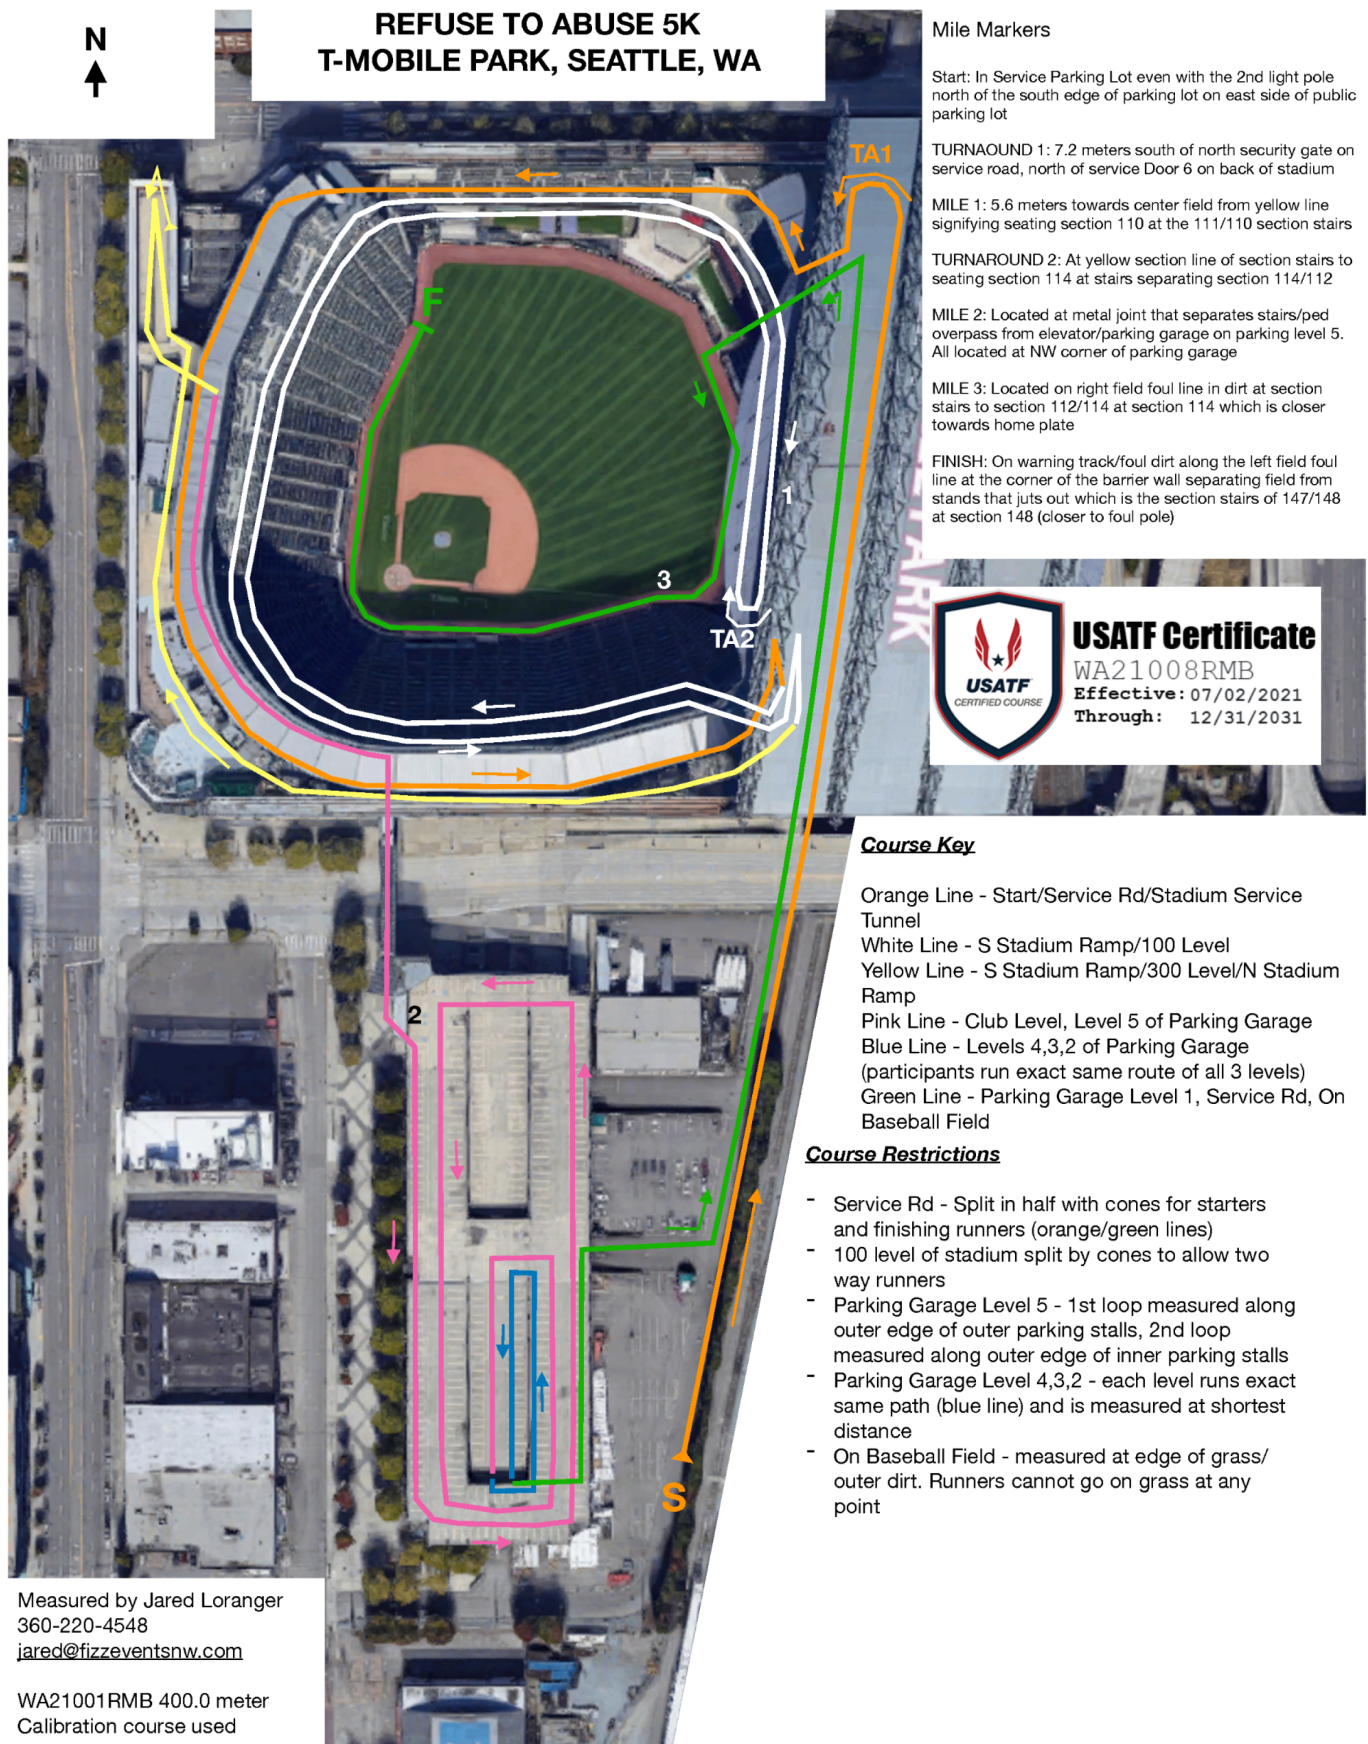 N
REFUSE TO ABUSE 5K
T-MOBILE PARK, SEATTLE, WA
Mile Markers
Start: In Service Parking Lot even with the 2nd light pole
north of the south edge of parking lot on east side of public
parking lot
TURNAOUND 1: 7.2 meters south of north security gate on
service road, north of service Door 6 on back of stadium
MILE 1: 5.6 meters towards center field from yellow line
signifying seating section 110 at the 111/110 section stairs
TURNAROUND 2: At yellow section line of section stairs to
seating section 114 at stairs separating section 114/112
MILE 2: Located at metal joint that separates stairs/ped
overpass from elevator/parking garage on parking level 5.
All located at NW corner of parking garage
MILE 3: Located on right field foul line in dirt at section
stairs to section 112/114 at section 114 which is closer
towards home plate
FINISH: On warning track/foul dirt along the left field foul
line at the corner of the barrier wall separating field from
stands that juts out which is the section stairs of 147/148
at section 148 (closer to foul pole)
TA1
F
1
3
TA2
PARK
USATF
CERTIFIED COURSE
USATF Certificate
WA21008RMB
Effective: 07/02/2021
Through: 12/31/2031
Course Key
Orange Line - Start/Service Rd/Stadium Service
Tunnel
White Line - S Stadium Ramp/100 Level
Yellow Line - S Stadium Ramp/300 Level/N Stadium
Ramp
Pink Line - Club Level, Level 5 of Parking Garage
Blue Line - Levels 4,3,2 of Parking Garage
(participants run exact same route of all 3 levels)
Green Line - Parking Garage Level 1, Service Rd, On
Baseball Field
2
S
Course Restrictions
- Service Rd - Split in half with cones for starters
and finishing runners (orange/green lines)
- 100 level of stadium split by cones to allow two
way runners
- Parking Garage Level 5 - 1st loop measured along
outer edge of outer parking stalls, 2nd loop
measured along outer edge of inner parking stalls
- Parking Garage Level 4,3,2 - each level runs exact
same path (blue line) and is measured at shortest
distance
- On Baseball Field - measured at edge of grass/
outer dirt. Runners cannot go on grass at any
point
Measured by Jared Loranger
360-220-4548
jared@fizzeventsnw.com
WA21001RMB 400.0 meter
Calibration course used